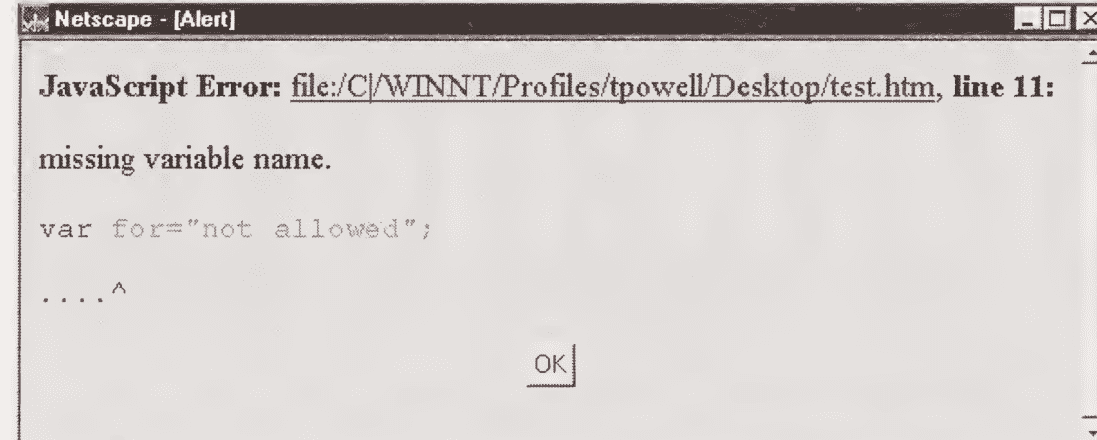 Netscape - [Alert]
JavaScript Error: file:/C|/WINNT/Profiles/tpowell/Desktop/test.htm, line 11:
missing variable name.
var for="not allowed";
....^
OK